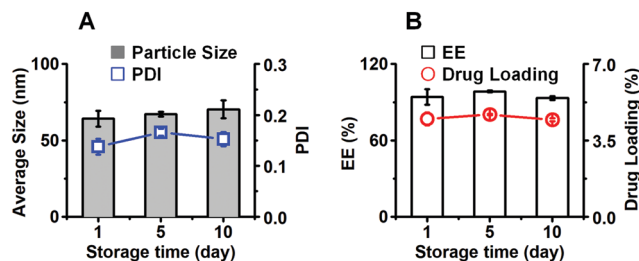 A
Particle Size
PDI
Average Size (nm)
100
50
0
0.3
0.2
0.1
0.0
PDI
1 5 10
Storage time (day)
B
EE
Drug Loading
EE (%)
120
60
0
7.0
3.5
0.0
Drug Loading (%)
1 5 10
Storage time (day)